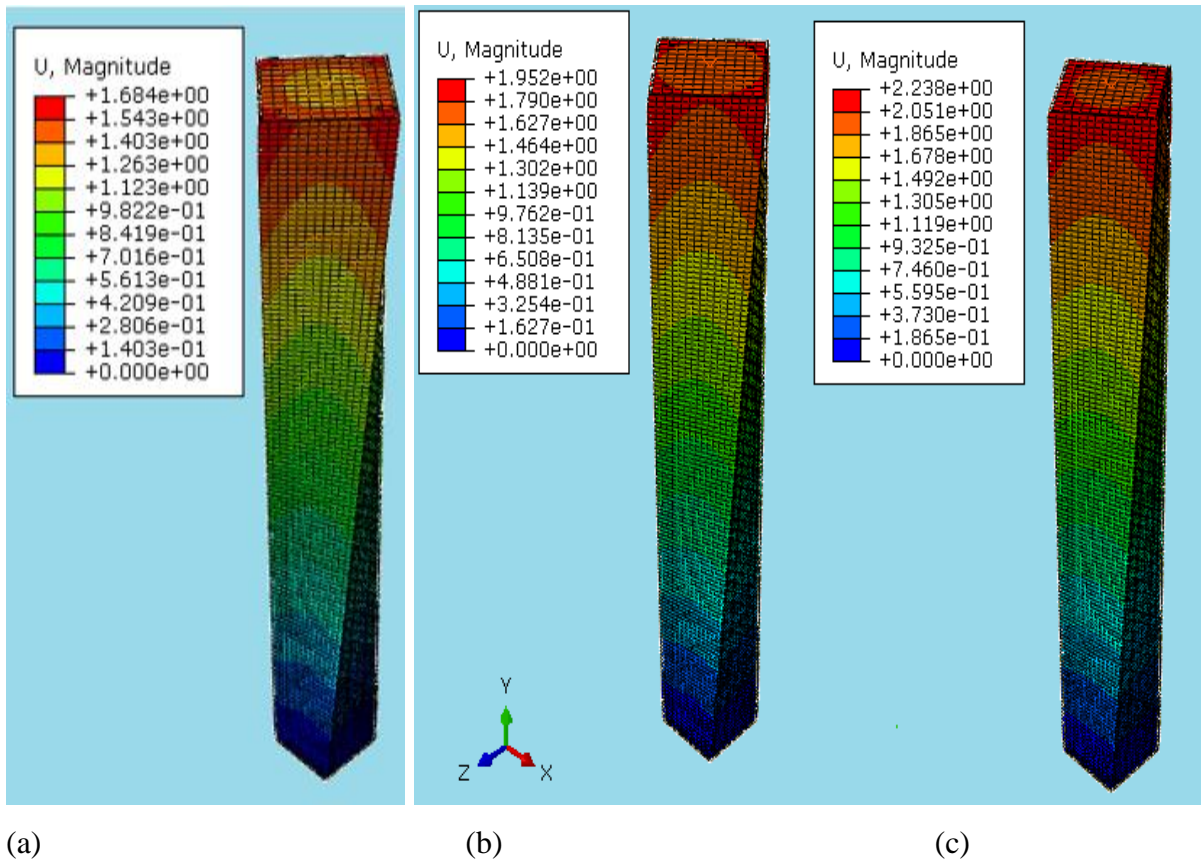 U, Magnitude
+1.684e+00
+1.543e+00
+1.403e+00
+1.263e+00
+1.123e+00
+9.822e-01
+8.419e-01
+7.016e-01
+5.613e-01
+4.209e-01
+2.806e-01
+1.403e-01
+0.000e+00
U, Magnitude
+1.952e+00
+1.790e+00
+1.627e+00
+1.464e+00
+1.302e+00
+1.139e+00
+9.762e-01
+8.135e-01
+6.508e-01
+4.881e-01
+3.254e-01
+1.627e-01
+0.000e+00
U, Magnitude
+2.238e+00
+2.051e+00
+1.865e+00
+1.678e+00
+1.492e+00
+1.305e+00
+1.119e+00
+9.325e-01
+7.460e-01
+5.595e-01
+3.730e-01
+1.865e-01
+0.000e+00
Y
Z X
(a) (b) (c)